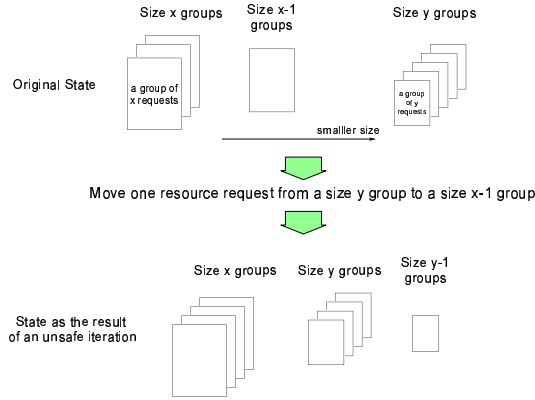 Size x groups
Size x-1
groups
Size y groups
Original State
a group of
x requests
a group
of y
requests
smaller size
Move one resource request from a size y group to a size x-1 group
Size x groups
Size y groups
Size y-1
groups
State as the result
of an unsafe iteration